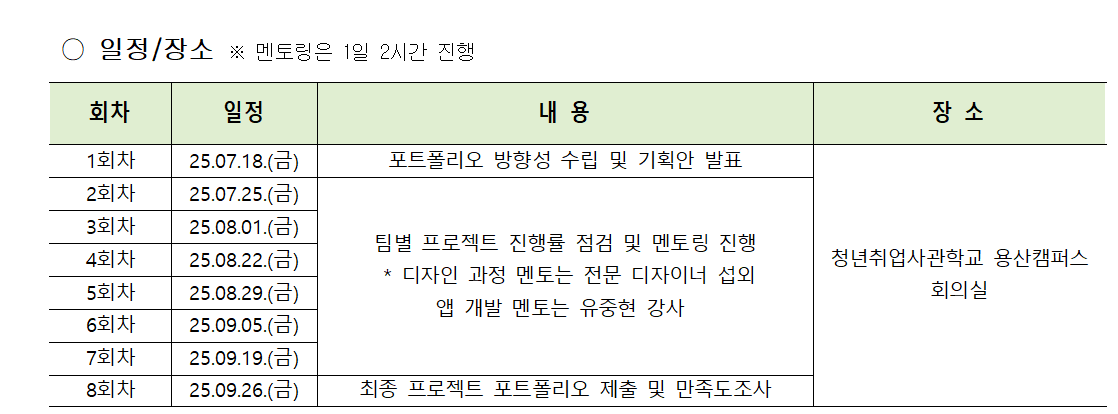 ○ 일정/장소 ※ 멘토링은 1일 2시간 진행
회차 일정 내 용 장 소
1회차 25.07.18.(금) 포트폴리오 방향성 수립 및 기획안 발표
2회차 25.07.25.(금)
3회차 25.08.01.(금)
4회차 25.08.22.(금)
5회차 25.08.29.(금)
6회차 25.09.05.(금)
7회차 25.09.19.(금)
팀별 프로젝트 진행률 점검 및 멘토링 진행
* 디자인 과정 멘토는 전문 디자이너 섭외
앱 개발 멘토는 유중현 강사
8회차 25.09.26.(금) 최종 프로젝트 포트폴리오 제출 및 만족도조사
청년취업사관학교 용산캠퍼스
회의실